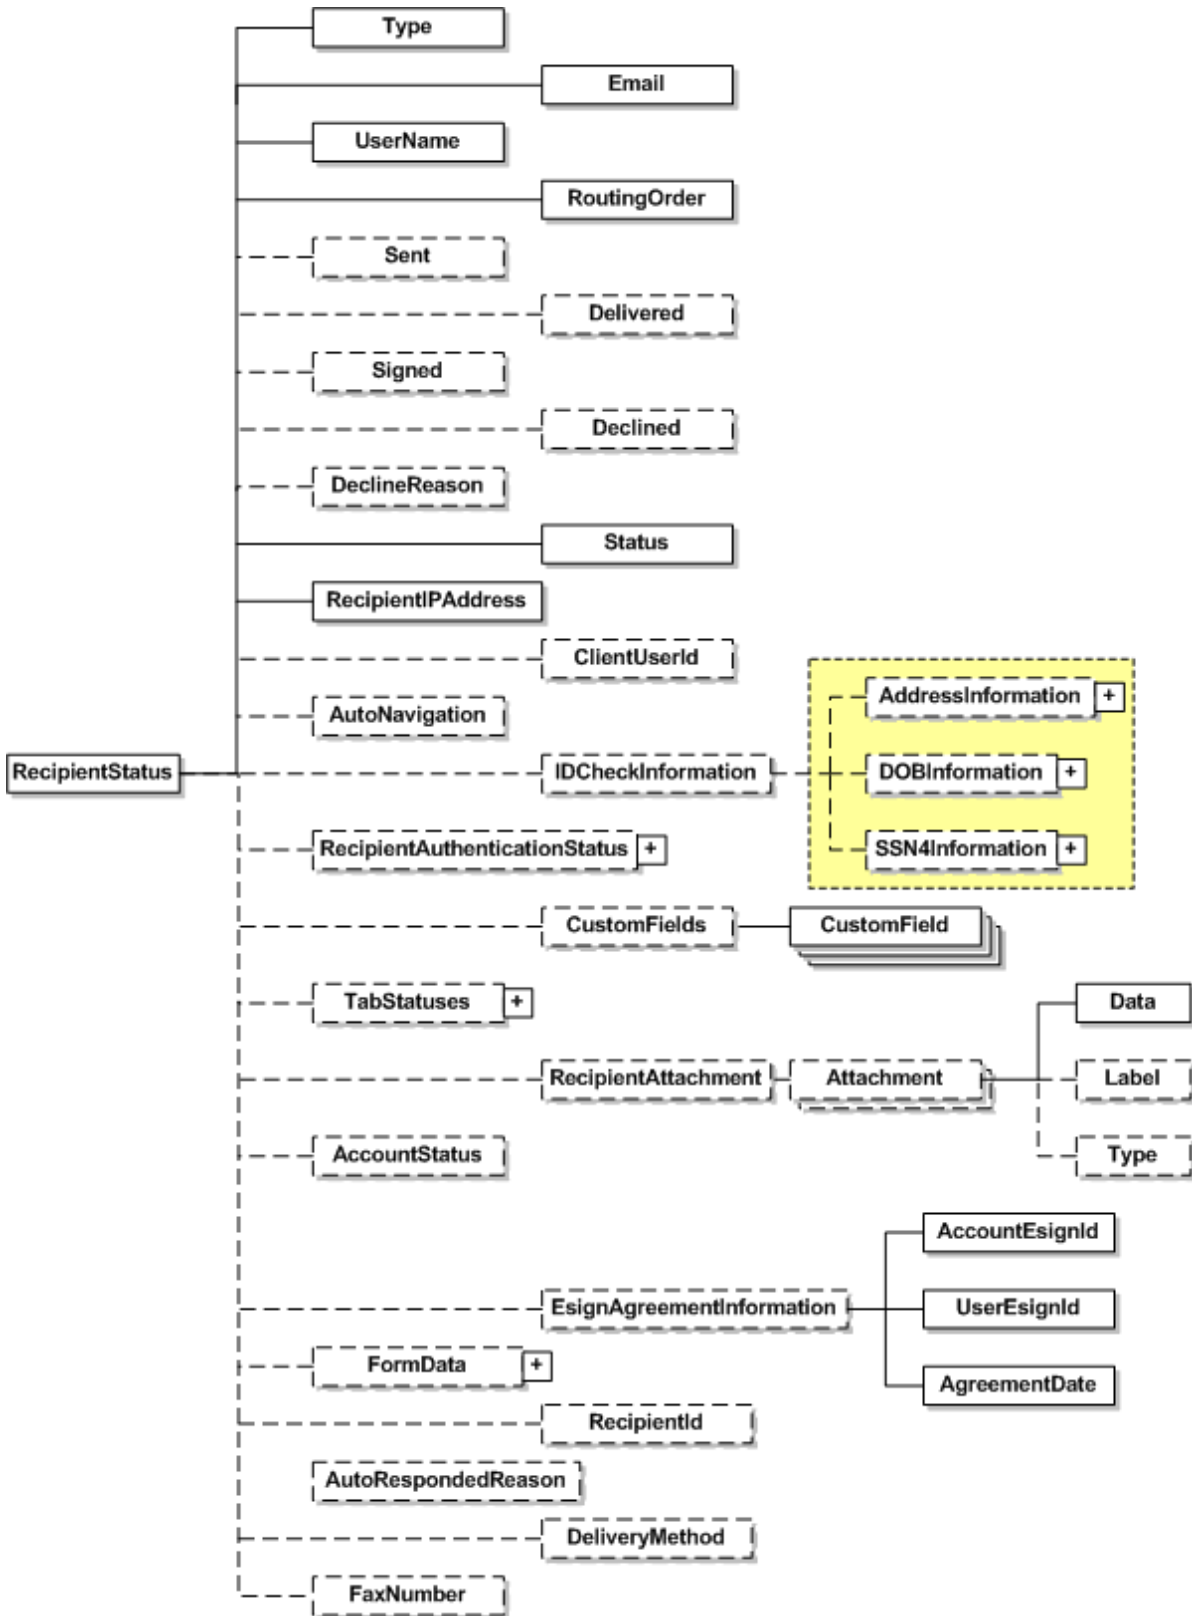 Type
Email
UserName
RoutingOrder
Sent
Delivered
Signed
Declined
DeclineReason
Status
RecipientIPAddress
ClientUserId
AddressInformation +
AutoNavigation
RecipientStatus
IDCheckInformation
DOBInformation +
RecipientAuthenticationStatus +
SSN4Information +
CustomFields
CustomField
TabStatuses +
Data
RecipientAttachment
Attachment
Label
AccountStatus
Type
AccountEsignId
EsignAgreementInformation
UserEsignId
FormData +
AgreementDate
RecipientId
AutoRespondedReason
DeliveryMethod
FaxNumber